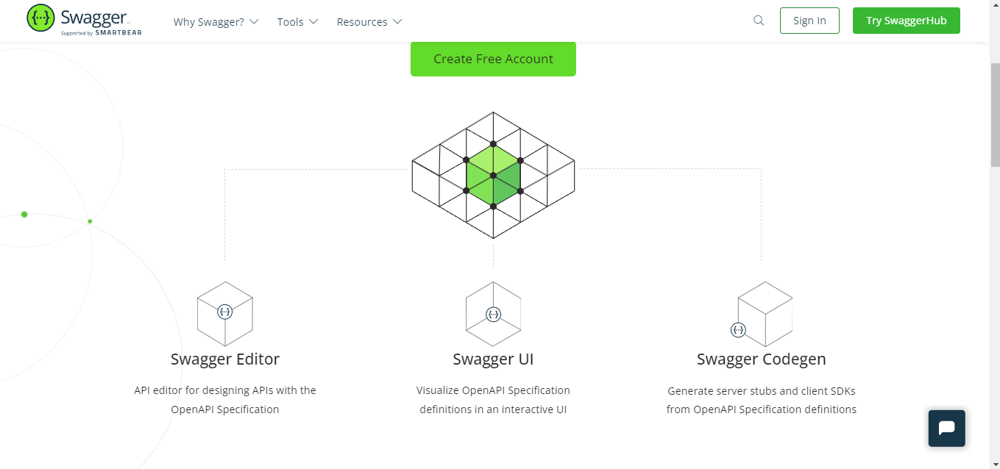 Swagger
Supported by SMARTBEAR
Why Swagger?
Tools
Resources
Sign In
Try SwaggerHub
Create Free Account
{...}
{...}
{...}
{...}
Swagger Editor
Swagger UI
Swagger Codegen
API editor for designing APIs with the
OpenAPI Specification
Visualize OpenAPI Specification
definitions in an interactive UI
Generate server stubs and client SDKs
from OpenAPI Specification definitions